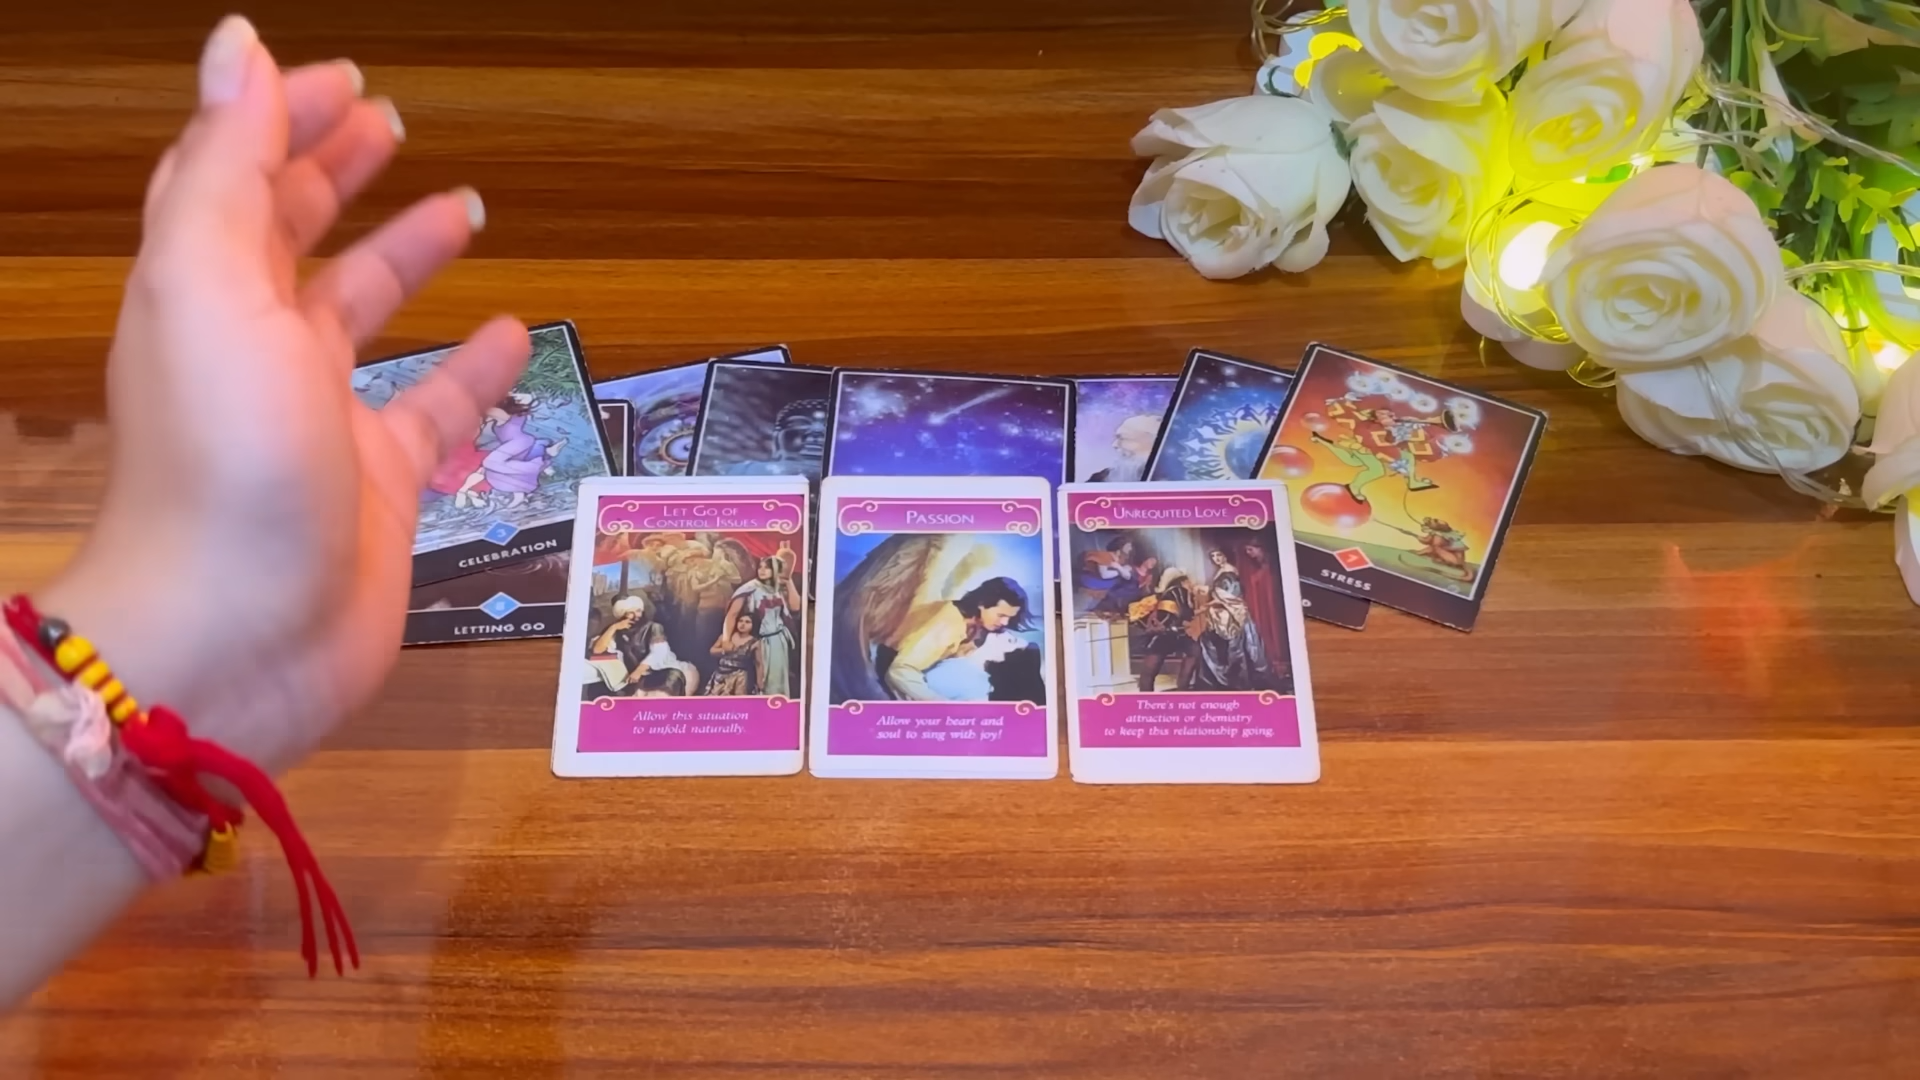 3
CELEBRATION
8
LETTING GO
STRESS
LET GO OF
CONTROL ISSUES
Allow this situation
to unfold naturally.
PASSION
Allow your heart and
soul to sing with joy!
UNREQUITED LOVE
There's not enough
attraction or chemistry
to keep this relationship going.